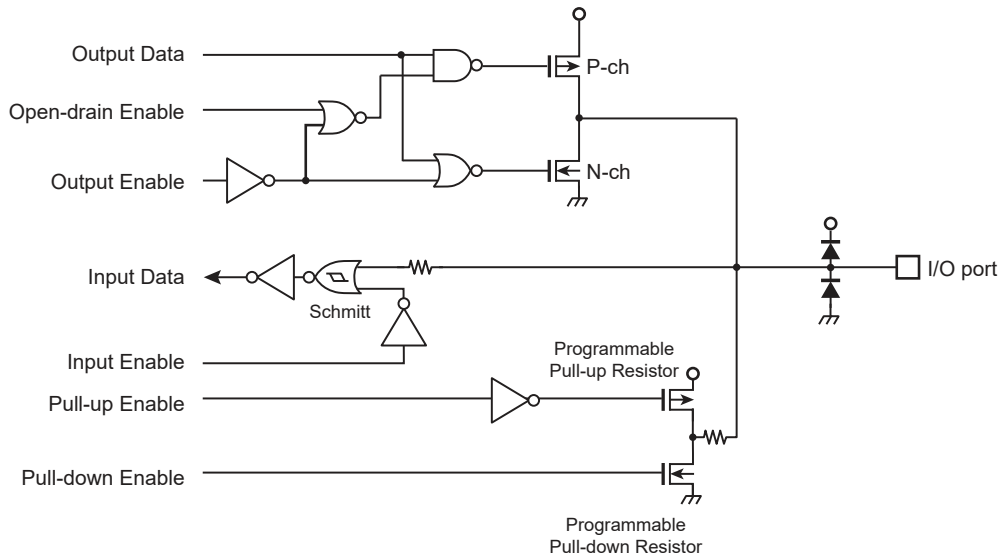 Output Data
P-ch
Open-drain Enable
Output Enable
N-ch
Input Data
Schmitt
I/O port
Input Enable
Programmable
Pull-up Resistor
Pull-up Enable
Pull-down Enable
Programmable
Pull-down Resistor